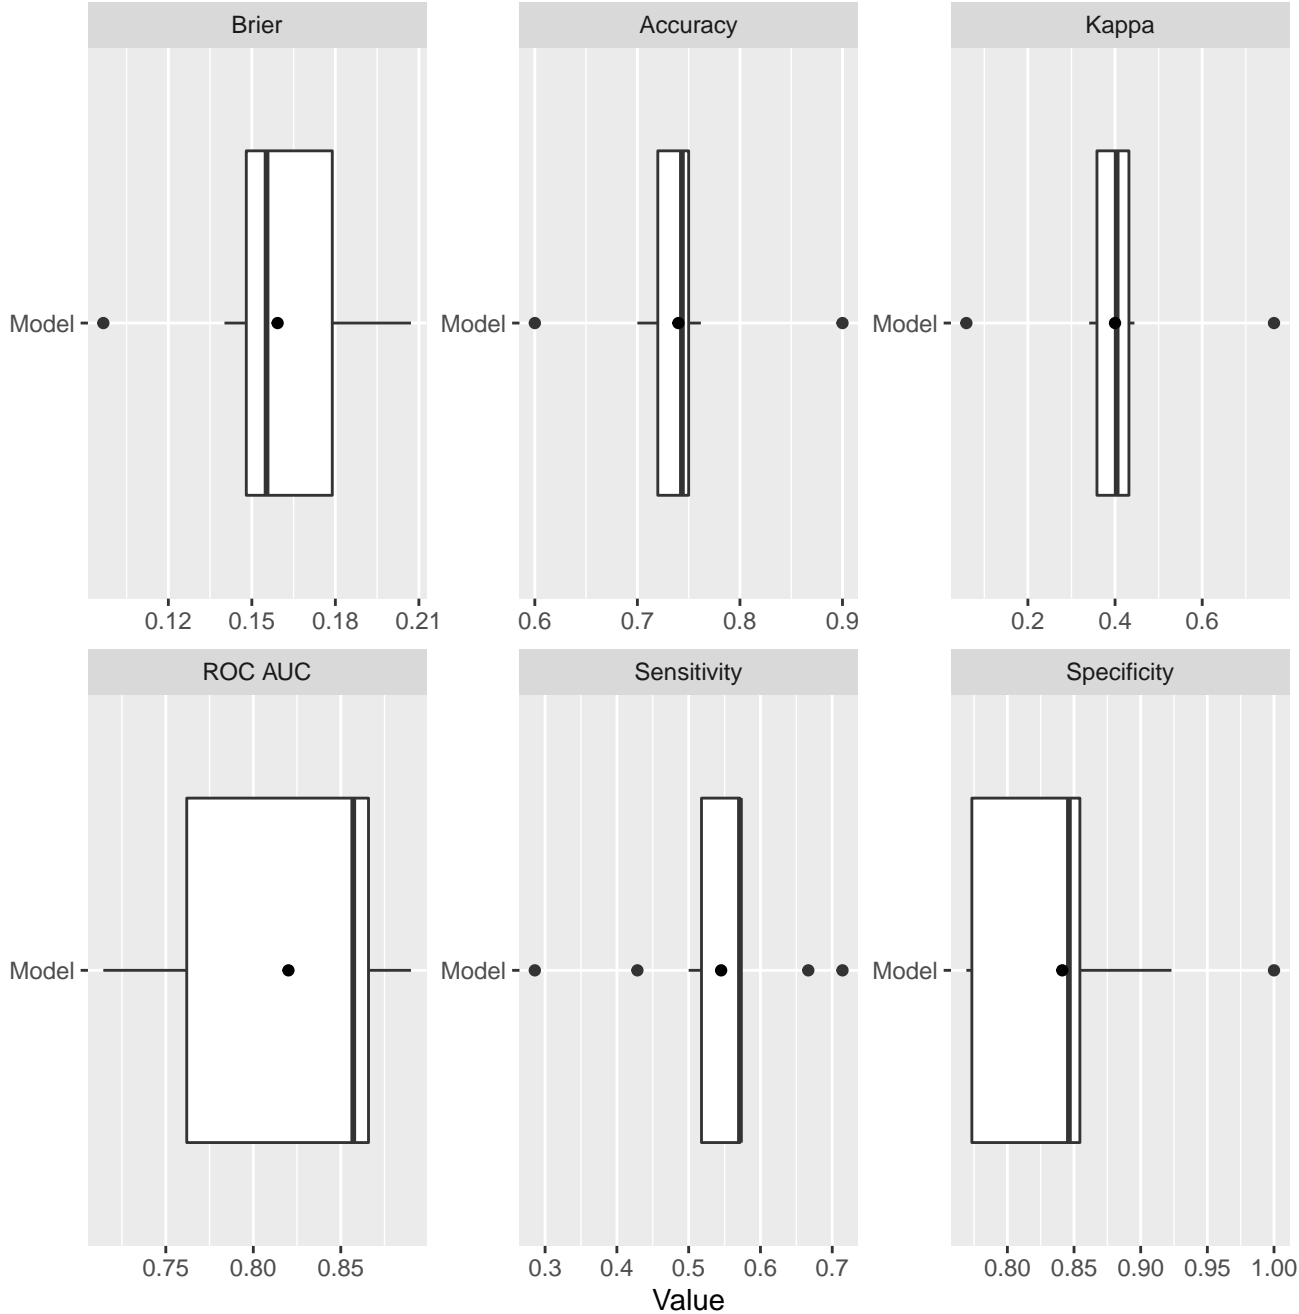 Brier Accuracy Kappa
Model Model Model
0.12 0.15 0.18 0.21 0.6 0.7 0.8 0.9 0.2 0.4 0.6
ROC AUC Sensitivity Specificity
Model Model Model
0.75 0.80 0.85 0.3 0.4 0.5 0.6 0.7 0.80 0.85 0.90 0.95 1.00
Value